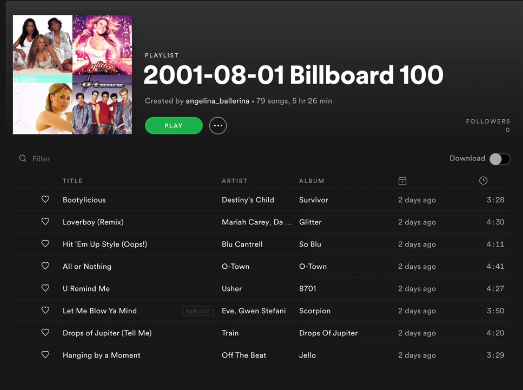 PLAYLIST
2001-08-01 Billboard 100
Created by angelina_ballerina • 79 songs, 5 hr 26 min
PLAY
FOLLOWERS
0
Filter
Download
TITLE ARTIST ALBUM
Bootylicious Destiny's Child Survivor 2 days ago 3:28
Loverboy (Remix) Mariah Carey, Da ... Glitter 2 days ago 4:30
Hit 'Em Up Style (Oops!) Blu Cantrell So Blu 2 days ago 4:11
All or Nothing O-Town O-Town 2 days ago 4:41
U Remind Me Usher 8701 2 days ago 4:27
Let Me Blow Ya Mind EXPLICIT Eve, Gwen Stefani Scorpion 2 days ago 3:50
Drops of Jupiter (Tell Me) Train Drops Of Jupiter 2 days ago 4:20
Hanging by a Moment Off The Beat Jello 2 days ago 3:29